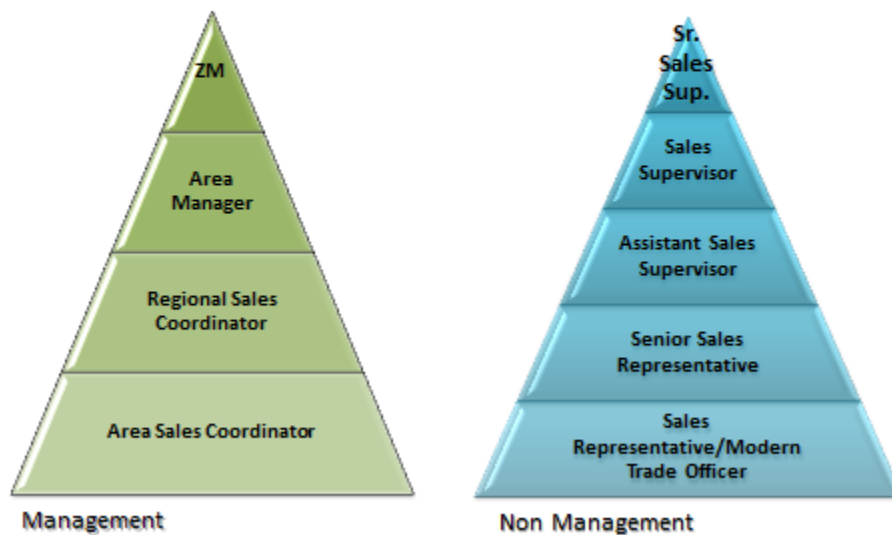 ZM
Area
Manager
Regional Sales
Coordinator
Area Sales Coordinator
Management
Sr.
Sales
Sup.
Sales
Supervisor
Assistant Sales
Supervisor
Senior Sales
Representative
Sales
Representative/Modern
Trade Officer
Non Management